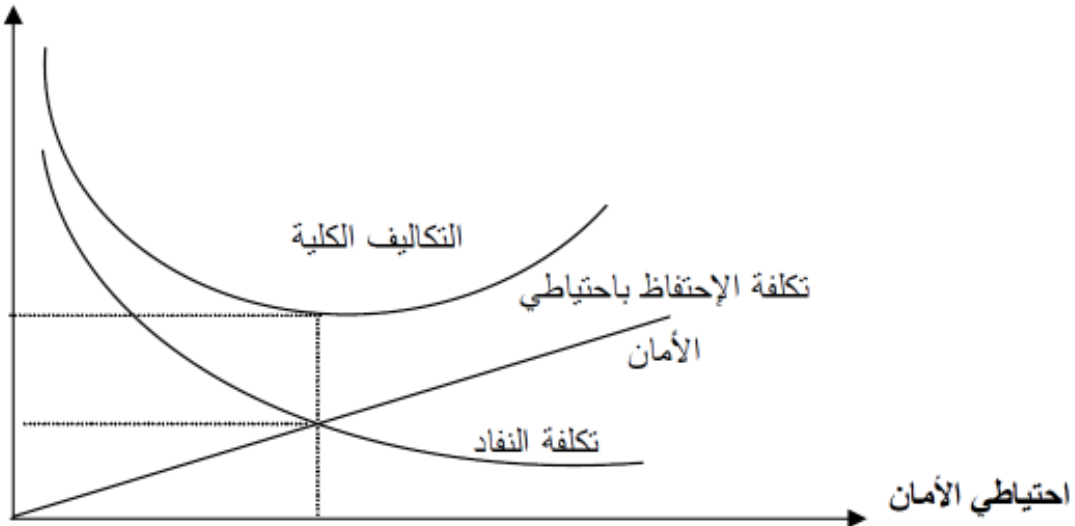 التكاليف الكلية
تكلفة الإحتفاظ باحتياطي
الأمان
تكلفة النفاد
احتياطي الأمان